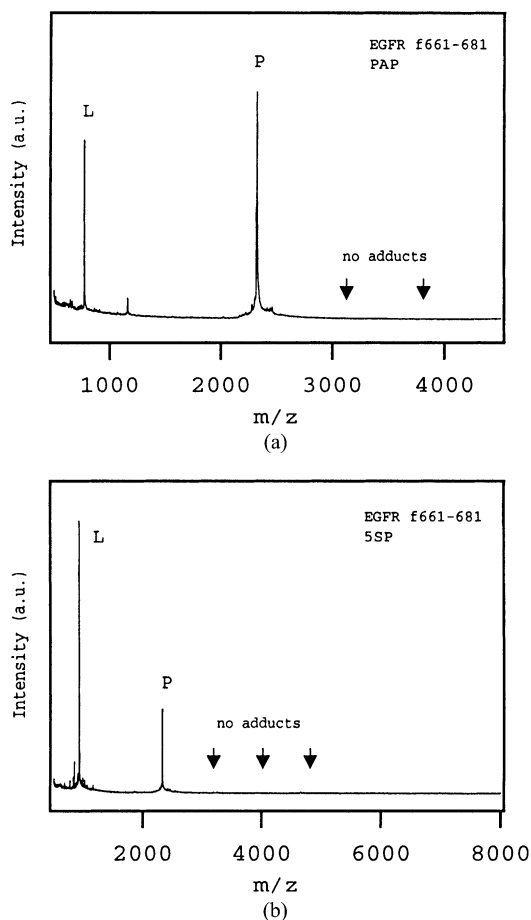 EGFR f661-681
PAP
P
L
no adducts
Intensity (a.u.)
1000 2000 3000 4000
m/z
(a)
EGFR f661-681
5SP
L
P
no adducts
Intensity (a.u.)
2000 4000 6000 8000
m/z
(b)